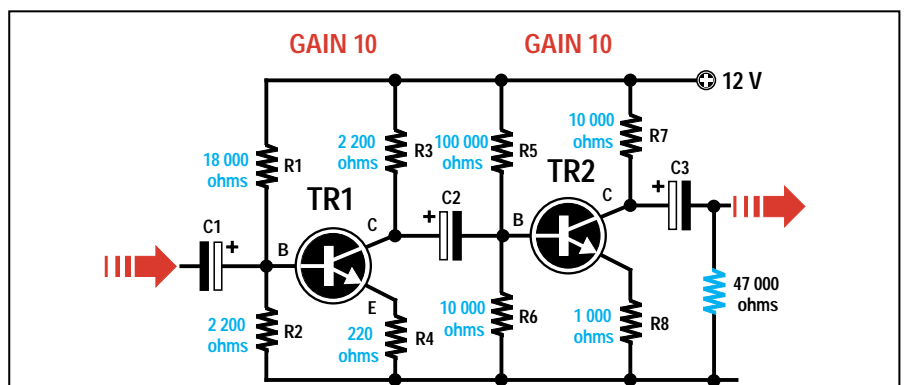 GAIN 10
GAIN 10
12 V
18 000
ohms
R1
2 200
ohms
R3
100 000
ohms
R5
10 000
ohms
R7
TR1
TR2
C1
+
B
C
E
C2
+
B
C
C3
+
2 200
ohms
R2
220
ohms
R4
10 000
ohms
R6
1 000
ohms
R8
47 000
ohms